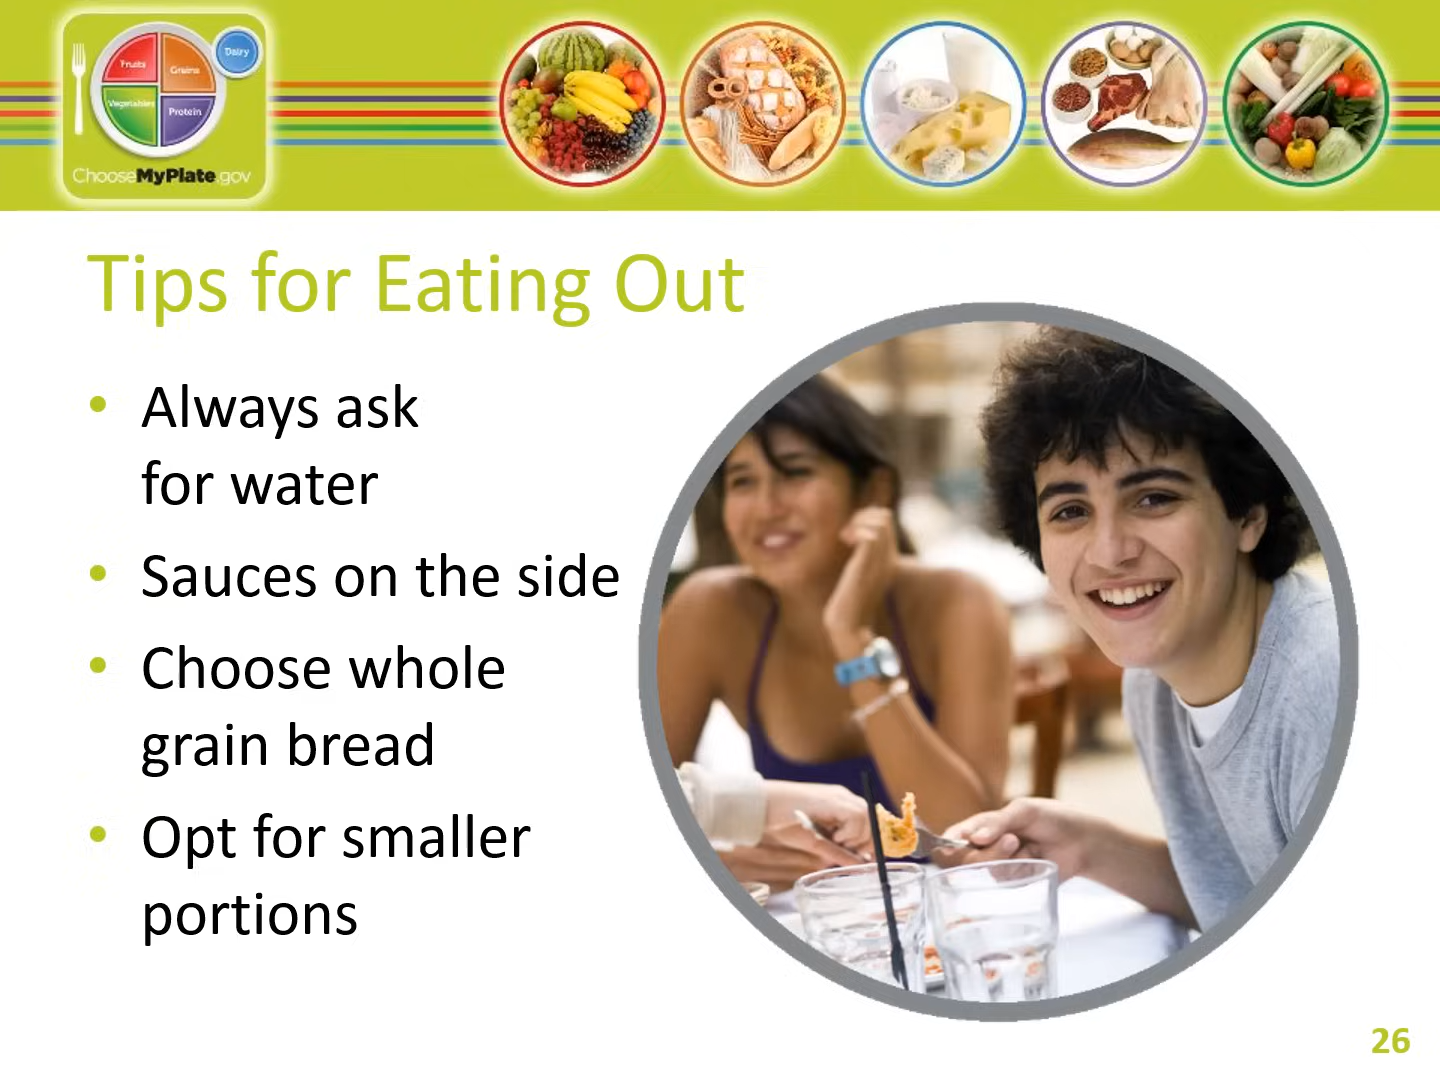 Fruits
Grains
Dairy
Vegetables
Protein
ChooseMyPlate.gov
Tips for Eating Out
• Always ask
for water
• Sauces on the side
• Choose whole
grain bread
• Opt for smaller
portions
26